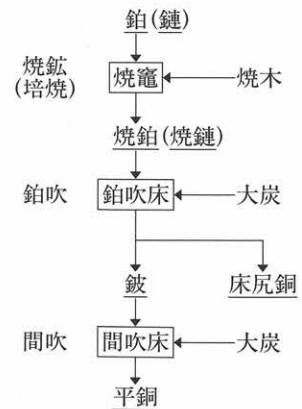 鉑(鏈)
焼鉱 焼竈 焼木
(培焼)
焼鉑(焼鏈)
鉑吹 鉑吹床 大炭
鈹 床尻銅
間吹 間吹床 大炭
平銅